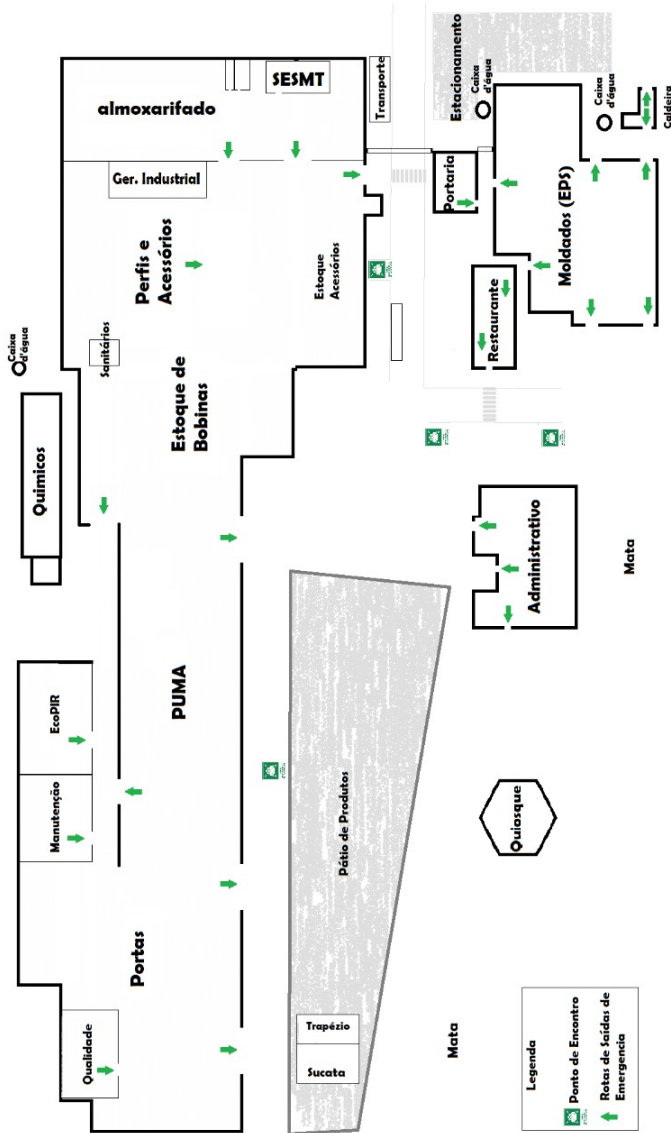 almoxarifado
SESMT
Transporte
Estacionamento
Caixa
d'água
Caixa
d'água
Caldeira
Ger. Industrial
Portaria
Moldados (EPS)
Perfis e
Acessórios
Estoque
Acessórios
Restaurante
Caixa
d'água
Sanitários
Estoque de
Bobinas
Quimicos
Administrativo
Mata
EcoPIR
PUMA
Manutenção
Pátio de Produtos
Quiosque
Portas
Qualidade
Trapézio
Sucata
Mata
Legenda
Ponto de Encontro
Rotas de Saídas de
Emergencia